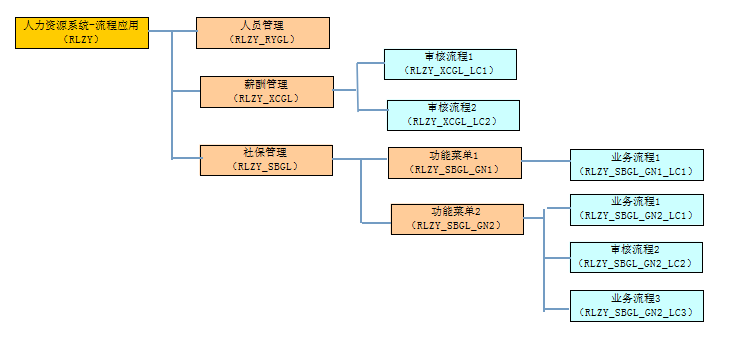 人力资源系统-流程应用
（RLZY）
人员管理
（RLZY_RYGL）
薪酬管理
（RLZY_XCGL）
审核流程1
（RLZY_XCGL_LC1）
审核流程2
（RLZY_XCGL_LC2）
社保管理
（RLZY_SBGL）
功能菜单1
（RLZY_SBGL_GN1）
业务流程1
（RLZY_SBGL_GN1_LC1）
功能菜单2
（RLZY_SBGL_GN2）
业务流程1
（RLZY_SBGL_GN2_LC1）
审核流程2
（RLZY_SBGL_GN2_LC2）
业务流程3
（RLZY_SBGL_GN2_LC3）